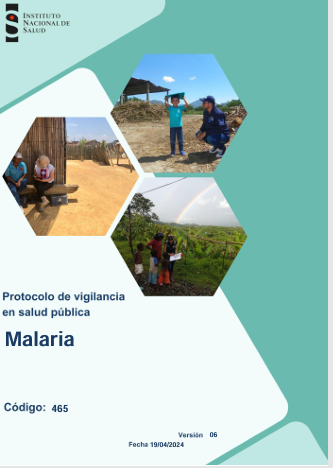 INSTITUTO
NACIONAL DE
SALUD
Protocolo de vigilancia
en salud pública
Malaria
Código: 465
Versión 06
Fecha 19/04/2024